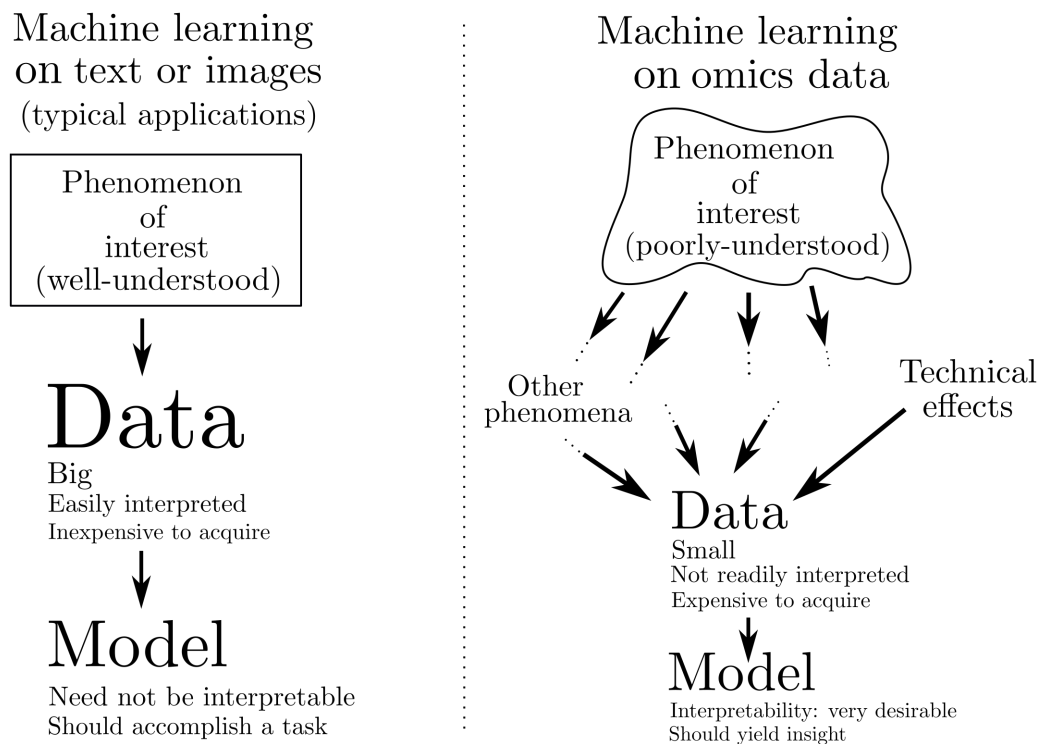 Machine learning
on text or images
(typical applications)
Phenomenon
of
interest
(well-understood)
Data
Big
Easily interpreted
Inexpensive to acquire
Model
Need not be interpretable
Should accomplish a task
Machine learning
on omics data
Phenomenon
of
interest
(poorly-understood)
Other
phenomena
Technical
effects
Data
Small
Not readily interpreted
Expensive to acquire
Model
Interpretability: very desirable
Should yield insight